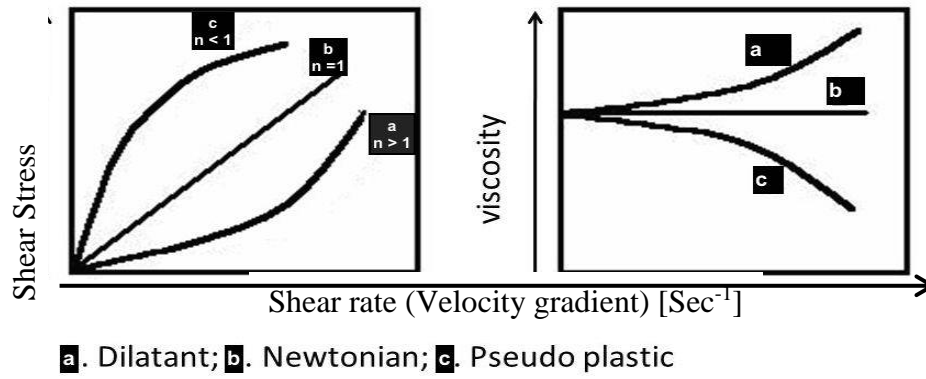 Shear Stress
c
n < 1
b
n =1
a
n > 1
viscosity
a
b
c
Shear rate (Velocity gradient) [Sec-1]
a. Dilatant; b. Newtonian; c. Pseudo plastic